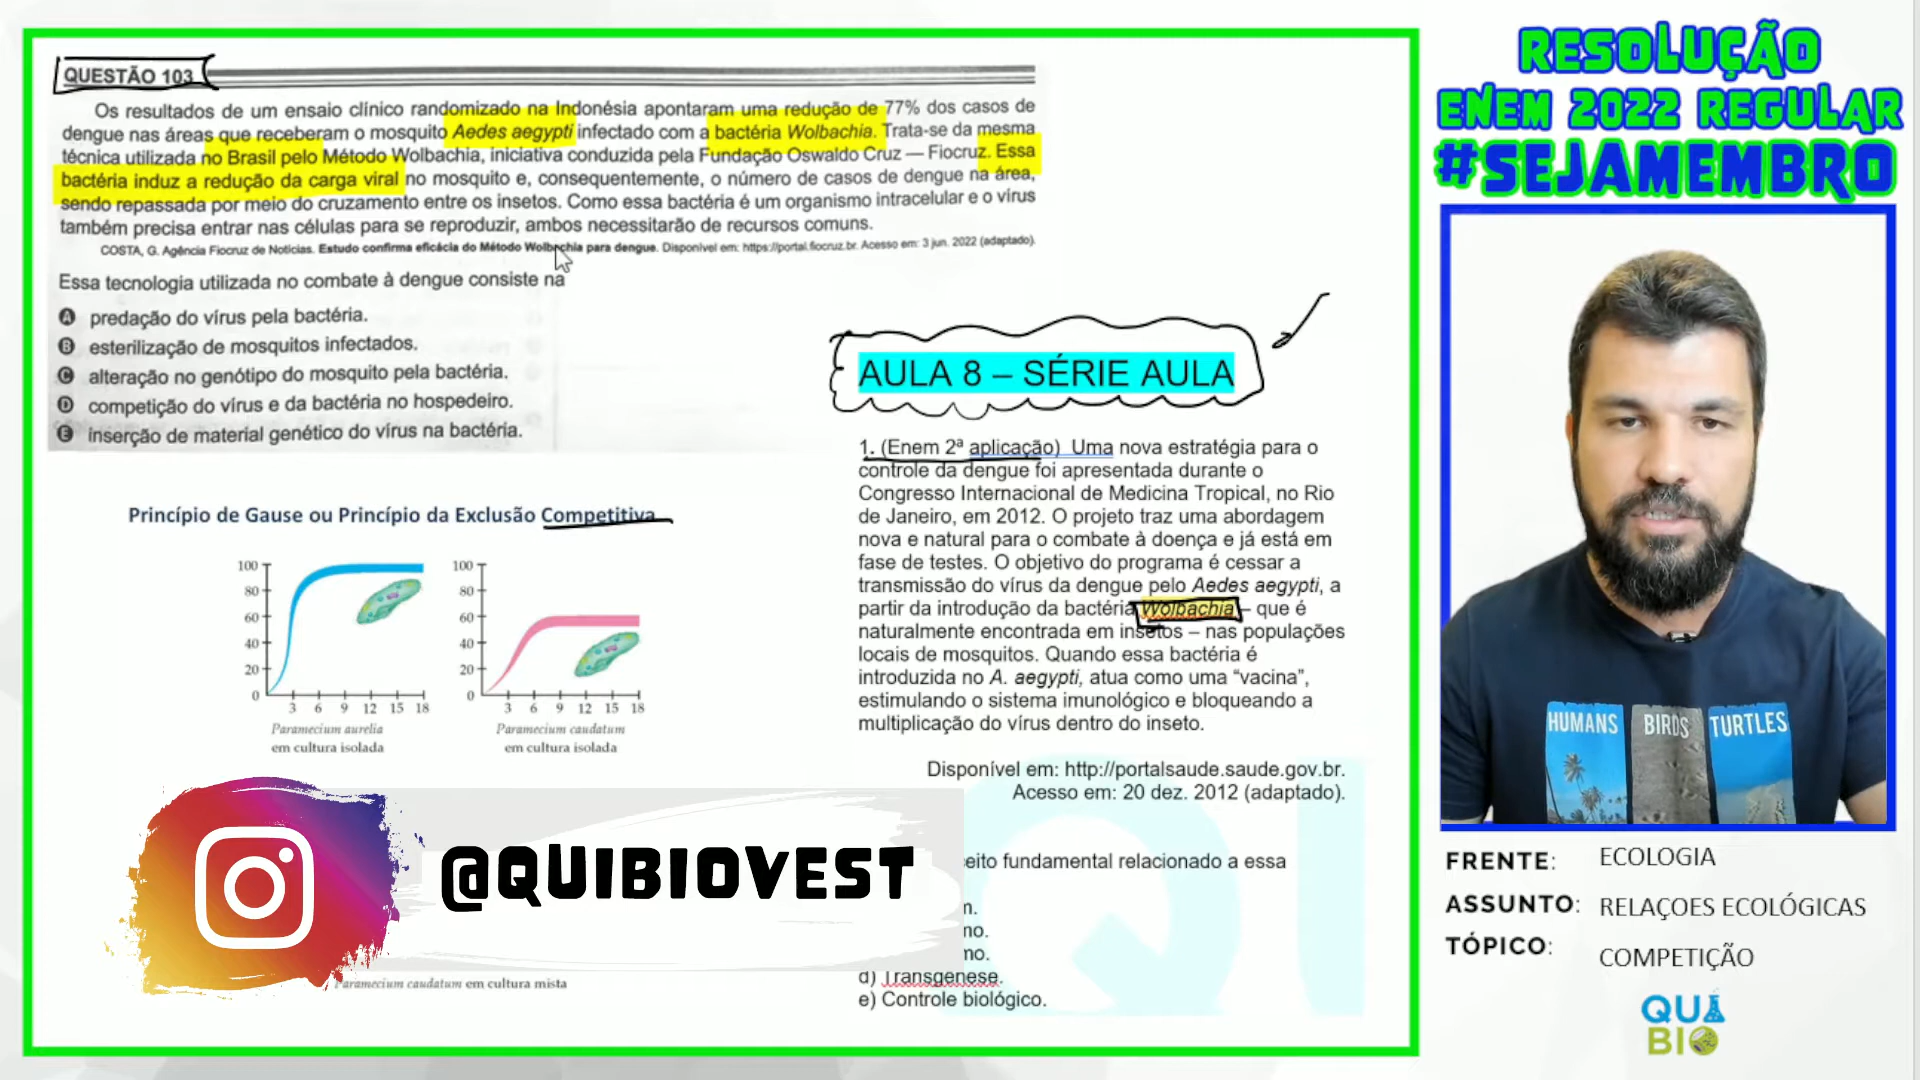 QUESTÃO 103
Os resultados de um ensaio clínico randomizado na Indonésia apontaram uma redução de 77% dos casos de
dengue nas áreas que receberam o mosquito Aedes aegypti infectado com a bactéria Wolbachia. Trata-se da mesma
técnica utilizada no Brasil pelo Método Wolbachia, iniciativa conduzida pela Fundação Oswaldo Cruz — Fiocruz. Essa
bactéria induz a redução da carga viral no mosquito e, consequentemente, o número de casos de dengue na área,
sendo repassada por meio do cruzamento entre os insetos. Como essa bactéria é um organismo intracelular e o vírus
também precisa entrar nas células para se reproduzir, ambos necessitarão de recursos comuns.
COSTA, G. Agência Fiocruz de Notícias. Estudo confirma eficácia do Método Wolbachia para dengue. Disponível em: https://portal.fiocruz.br. Acesso em: 3 jun. 2022 (adaptado).
Essa tecnologia utilizada no combate à dengue consiste na
A predação do vírus pela bactéria.
B esterilização de mosquitos infectados.
C alteração no genótipo do mosquito pela bactéria.
D competição do vírus e da bactéria no hospedeiro.
E inserção de material genético do vírus na bactéria.
Princípio de Gause ou Princípio da Exclusão Competitiva
100
80
60
40
20
0
3 6 9 12 15 18
Paramecium aurelia
em cultura isolada
100
80
60
40
20
0
3 6 9 12 15 18
Paramecium caudatum
em cultura isolada
@QUIBIOVEST
Paramecium caudatum em cultura mista
AULA 8 – SÉRIE AULA
1. (Enem 2ª aplicação) Uma nova estratégia para o
controle da dengue foi apresentada durante o
Congresso Internacional de Medicina Tropical, no Rio
de Janeiro, em 2012. O projeto traz uma abordagem
nova e natural para o combate à doença e já está em
fase de testes. O objetivo do programa é cessar a
transmissão do vírus da dengue pelo Aedes aegypti, a
partir da introdução da bactéria Wolbachia – que é
naturalmente encontrada em insetos – nas populações
locais de mosquitos. Quando essa bactéria é
introduzida no A. aegypti, atua como uma “vacina”,
estimulando o sistema imunológico e bloqueando a
multiplicação do vírus dentro do inseto.
Disponível em: http://portalsaude.saude.gov.br.
Acesso em: 20 dez. 2012 (adaptado).
fundamental relacionado a essa
d) Transgênese.
e) Controle biológico.
QI
RESOLUÇÃO
ENEM 2022 REGULAR
#SEJAMEMBRO
HUMANS BIRDS TURTLES
FRENTE: ECOLOGIA
ASSUNTO: RELAÇOES ECOLÓGICAS
TÓPICO: COMPETIÇÃO
QUI
BIO